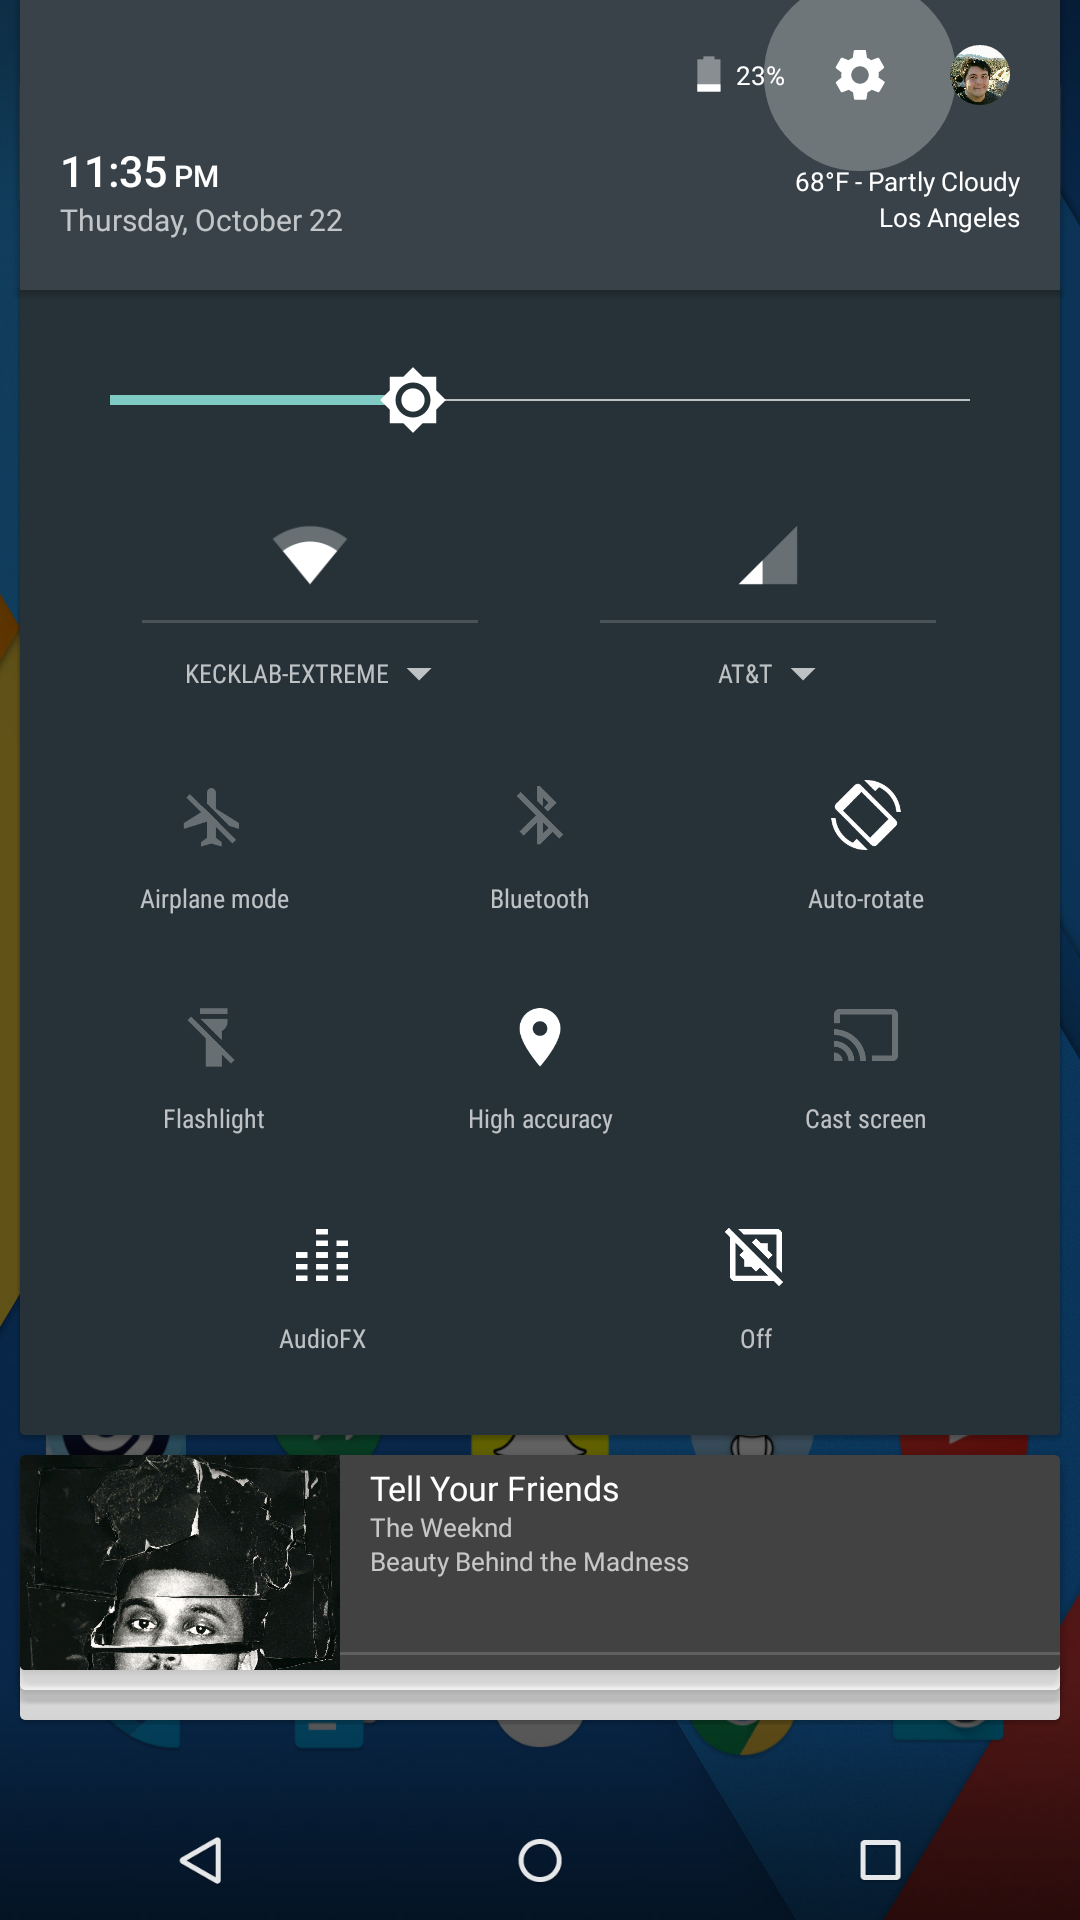 23%
11:35 PM
Thursday, October 22
68°F - Partly Cloudy
Los Angeles
KECKLAB-EXTREME
AT&T
Airplane mode
Bluetooth
Auto-rotate
Flashlight
High accuracy
Cast screen
AudioFX
Off
Tell Your Friends
The Weeknd
Beauty Behind the Madness